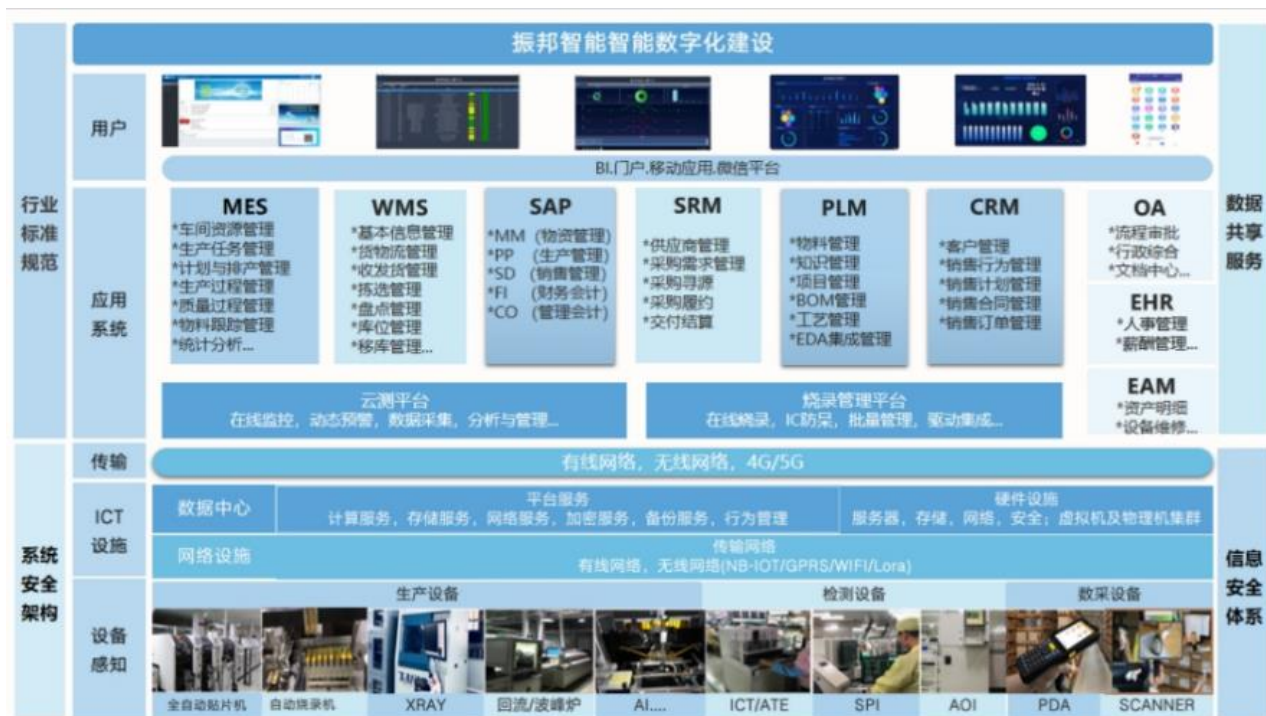 振邦智能智能数字化建设
行业
标准
规范
用户
BI.门户.移动应用.微信平台
应用
系统
MES
*车间资源管理
*生产任务管理
*计划与排产管理
*生产过程管理
*质量过程管理
*物料跟踪管理
*统计分析...
WMS
*基本信息管理
*货物流管理
*收发货管理
*拣选管理
*盘点管理
*库位管理
*移库管理...
SAP
*MM (物资管理)
*PP (生产管理)
*SD (销售管理)
*FI (财务会计)
*CO (管理会计)
SRM
*供应商管理
*采购需求管理
*采购寻源
*采购履约
*交付结算
PLM
*物料管理
*知识管理
*项目管理
*BOM管理
*工艺管理
*EDA集成管理
CRM
*客户管理
*销售行为管理
*销售计划管理
*销售合同管理
*销售订单管理
OA
*流程审批
*行政综合
*文档中心...
EHR
*人事管理
*薪酬管理...
EAM
*资产明细
*设备维修...
云测平台
在线监控，动态预警，数据采集，分析与管理...
烧录管理平台
在线烧录，IC防呆，批量管理，驱动集成...
数据
共享
服务
系统
安全
架构
传输
有线网络，无线网络，4G/5G
ICT
设施
数据中心
平台服务
计算服务，存储服务，网络服务，加密服务，备份服务，行为管理
硬件设施
服务器，存储，网络，安全；虚拟机及物理机集群
网络设施
传输网络
有线网络，无线网络(NB-IOT/GPRS/WIFI/Lora)
设备
感知
生产设备
检测设备
数采设备
全自动贴片机
自动烧录机
XRAY
回流/波峰炉
AI....
ICT/ATE
SPI
AOI
PDA
SCANNER
信息
安全
体系